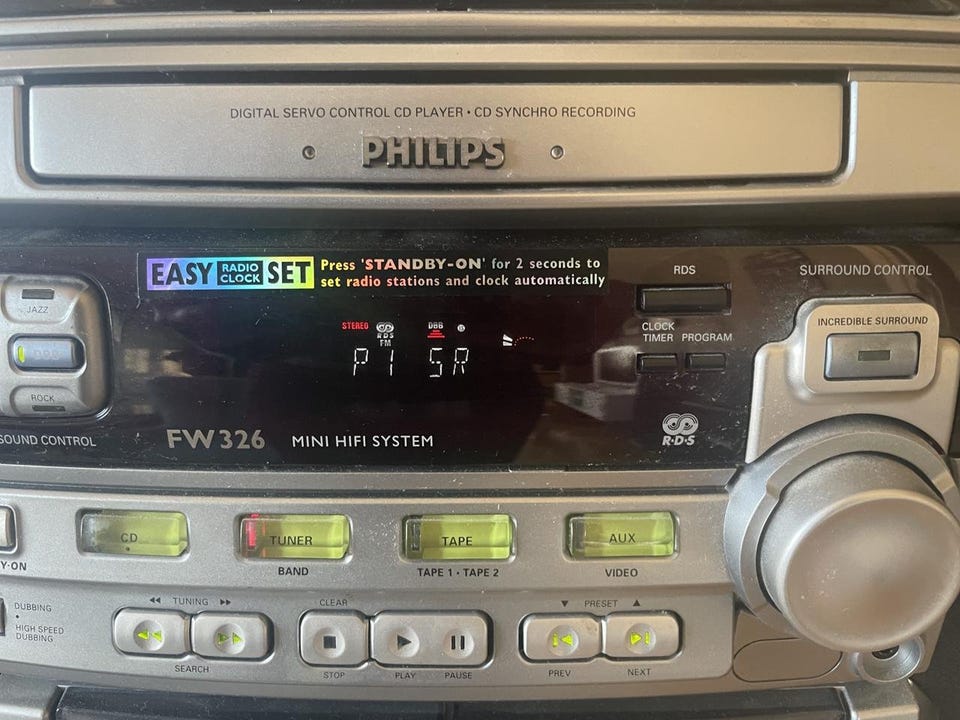 DIGITAL SERVO CONTROL CD PLAYER • CD SYNCHRO RECORDING
PHILIPS
EASY RADIO CLOCK SET
Press 'STANDBY-ON' for 2 seconds to
set radio stations and clock automatically
RDS
SURROUND CONTROL
JAZZ
DBB
ROCK
SOUND CONTROL
STEREO
RDS
DBB
FM
P1 SR
CLOCK
TIMER
PROGRAM
INCREDIBLE SURROUND
FW 326
MINI HIFI SYSTEM
R·D·S
CD
TUNER
TAPE
AUX
Y-ON
BAND
TAPE 1 • TAPE 2
VIDEO
DUBBING
•
HIGH SPEED
DUBBING
◀◀ TUNING ▶▶
CLEAR
▼ PRESET ▲
SEARCH
STOP
PLAY
PAUSE
PREV
NEXT